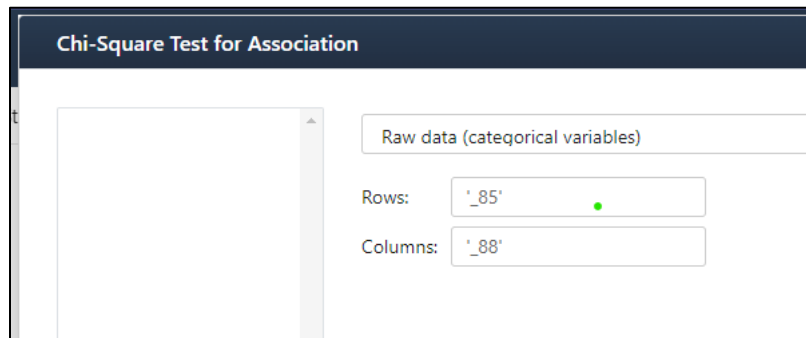 Chi-Square Test for Association
t
Raw data (categorical variables)
Rows: '_85'
Columns: '_88'